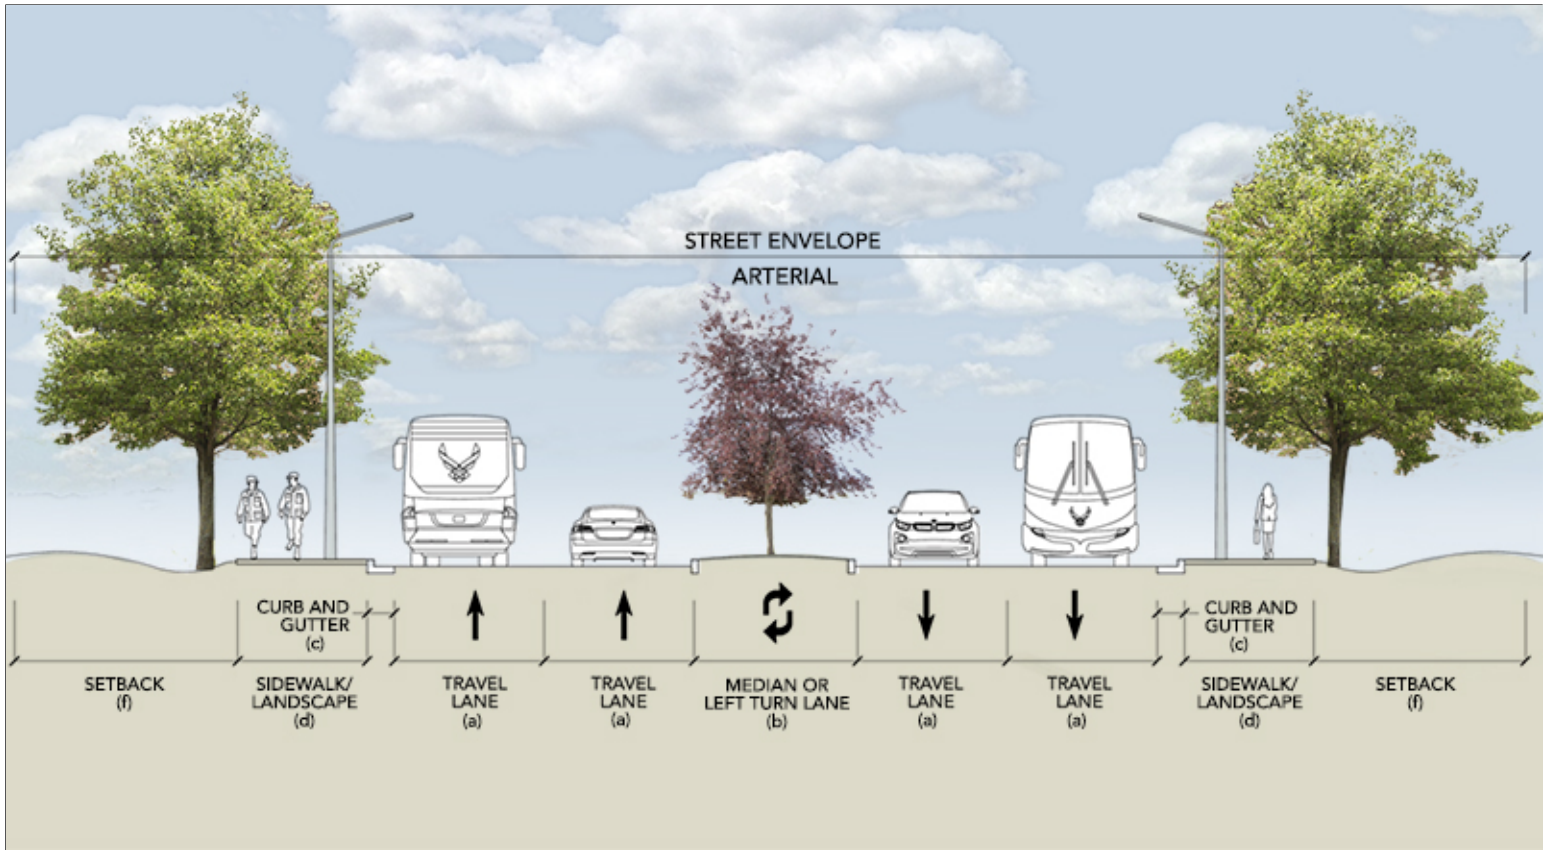 STREET ENVELOPE
ARTERIAL
CURB AND
GUTTER
(c)
CURB AND
GUTTER
(c)
SETBACK
(f)
SIDEWALK/
LANDSCAPE
(d)
TRAVEL
LANE
(a)
TRAVEL
LANE
(a)
MEDIAN OR
LEFT TURN LANE
(b)
TRAVEL
LANE
(a)
TRAVEL
LANE
(a)
SIDEWALK/
LANDSCAPE
(d)
SETBACK
(f)